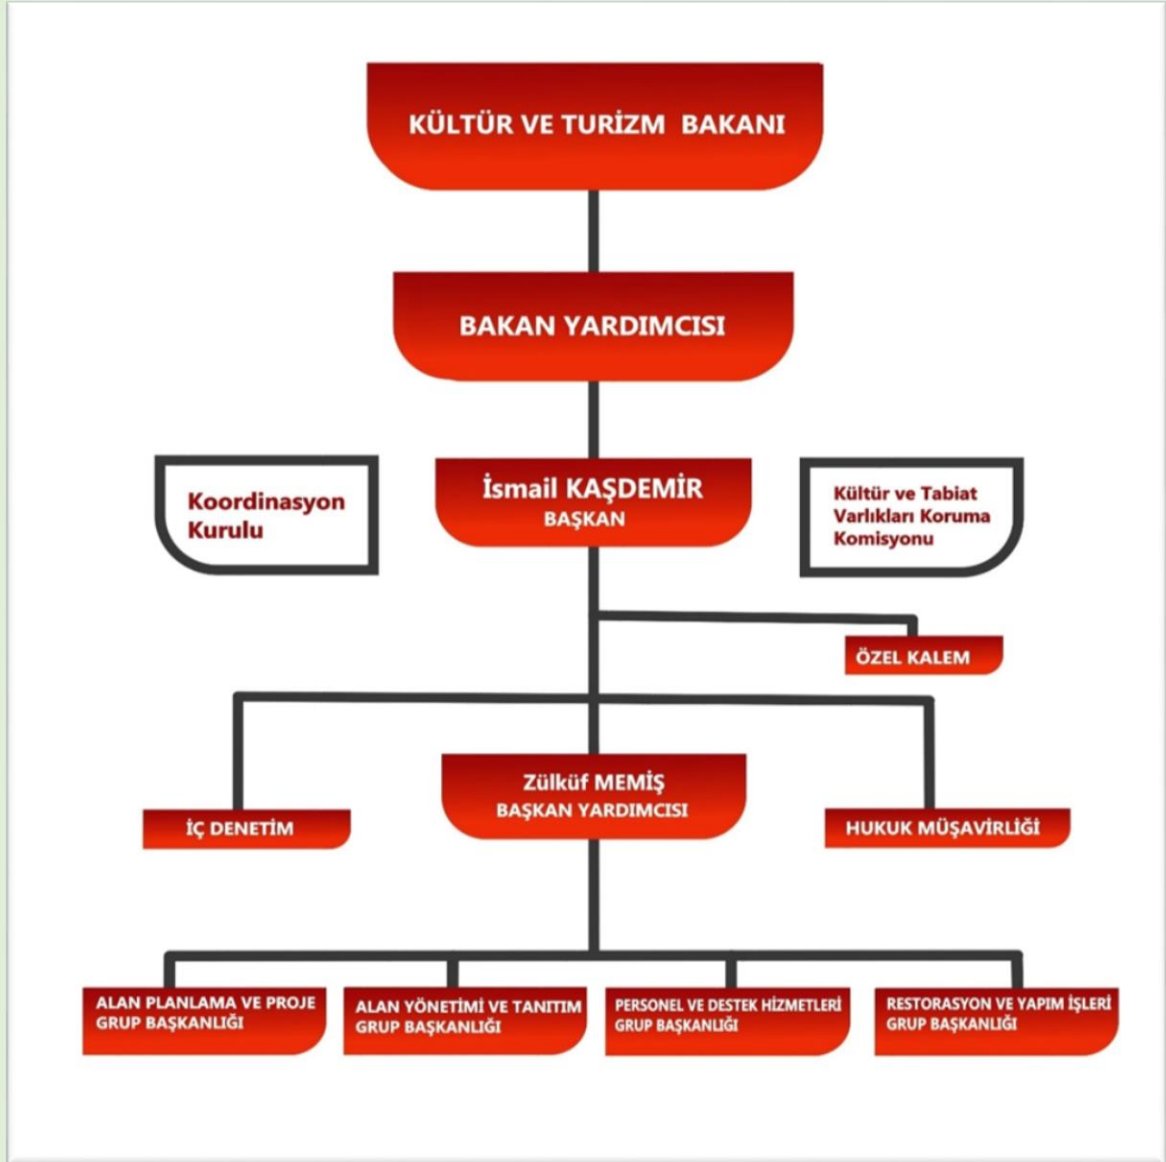 KÜLTÜR VE TURİZM BAKANI
BAKAN YARDIMCISI
Koordinasyon
Kurulu
İsmail KAŞDEMİR
BAŞKAN
Kültür ve Tabiat
Varlıkları Koruma
Komisyonu
ÖZEL KALEM
Zülküf MEMİŞ
BAŞKAN YARDIMCISI
İÇ DENETİM
HUKUK MÜŞAVİRLİĞİ
ALAN PLANLAMA VE PROJE
GRUP BAŞKANLIĞI
ALAN YÖNETİMİ VE TANITIM
GRUP BAŞKANLIĞI
PERSONEL VE DESTEK HİZMETLERİ
GRUP BAŞKANLIĞI
RESTORASYON VE YAPIM İŞLERİ
GRUP BAŞKANLIĞI